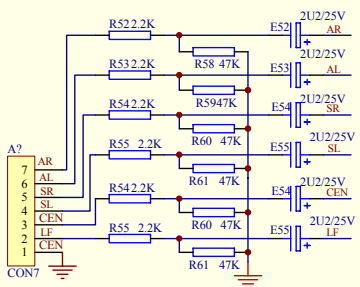 R52 2.2K E52 2U2/25V AR
R58 47K
R53 2.2K E53 2U2/25V AL
R59 47K
R54 2.2K E54 2U2/25V SR
R60 47K
R55 2.2K E55 2U2/25V SL
R61 47K
R54 2.2K E54 2U2/25V CEN
R60 47K
R55 2.2K E55 2U2/25V LF
R61 47K
A?
7 AR
6 AL
5 SR
4 SL
3 CEN
2 LF
1 CEN
CON7